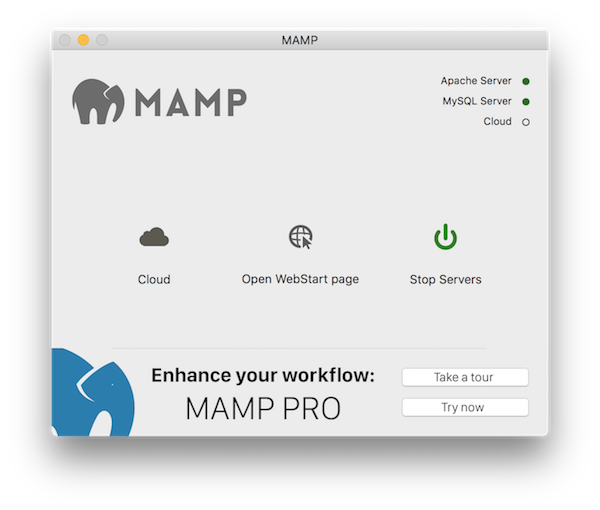 MAMP
MAMP
Apache Server
MySQL Server
Cloud
Cloud
Open WebStart page
Stop Servers
Enhance your workflow:
MAMP PRO
Take a tour
Try now